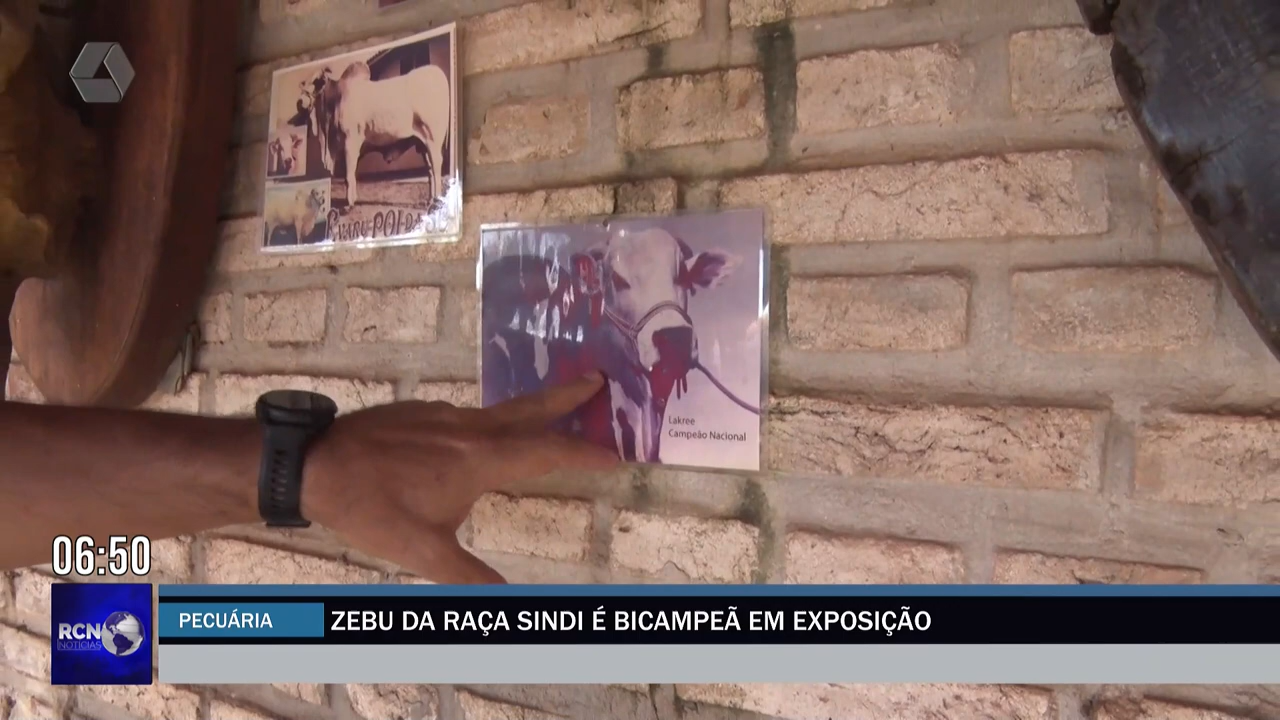 Lakree
Campeão Nacional
06:50
RCN
NOTÍCIAS
PECUÁRIA
ZEBU DA RAÇA SINDI É BICAMPEÃ EM EXPOSIÇÃO